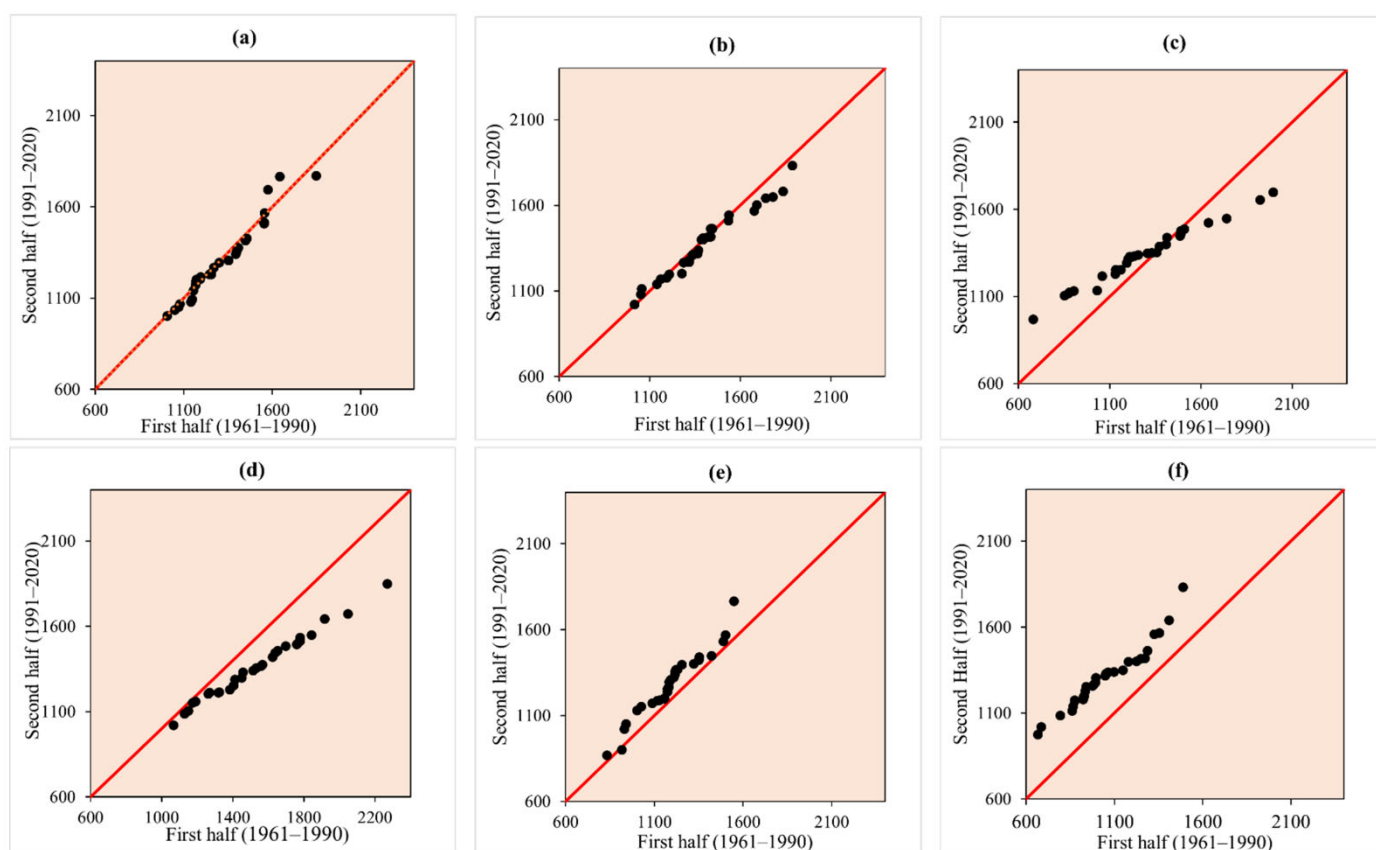 (a)
Second half (1991–2020)
2100
1600
1100
600
600 1100 1600 2100
First half (1961–1990)
(b)
Second half (1991–2020)
2100
1600
1100
600
600 1100 1600 2100
First half (1961–1990)
(c)
Second half (1991–2020)
2100
1600
1100
600
600 1100 1600 2100
First half (1961–1990)
(d)
Second half (1991–2020)
2100
1600
1100
600
600 1000 1400 1800 2200
First half (1961–1990)
(e)
Second half (1991–2020)
2100
1600
1100
600
600 1100 1600 2100
First half (1961–1990)
(f)
Second Half (1991–2020)
2100
1600
1100
600
600 1100 1600 2100
First half (1961–1990)